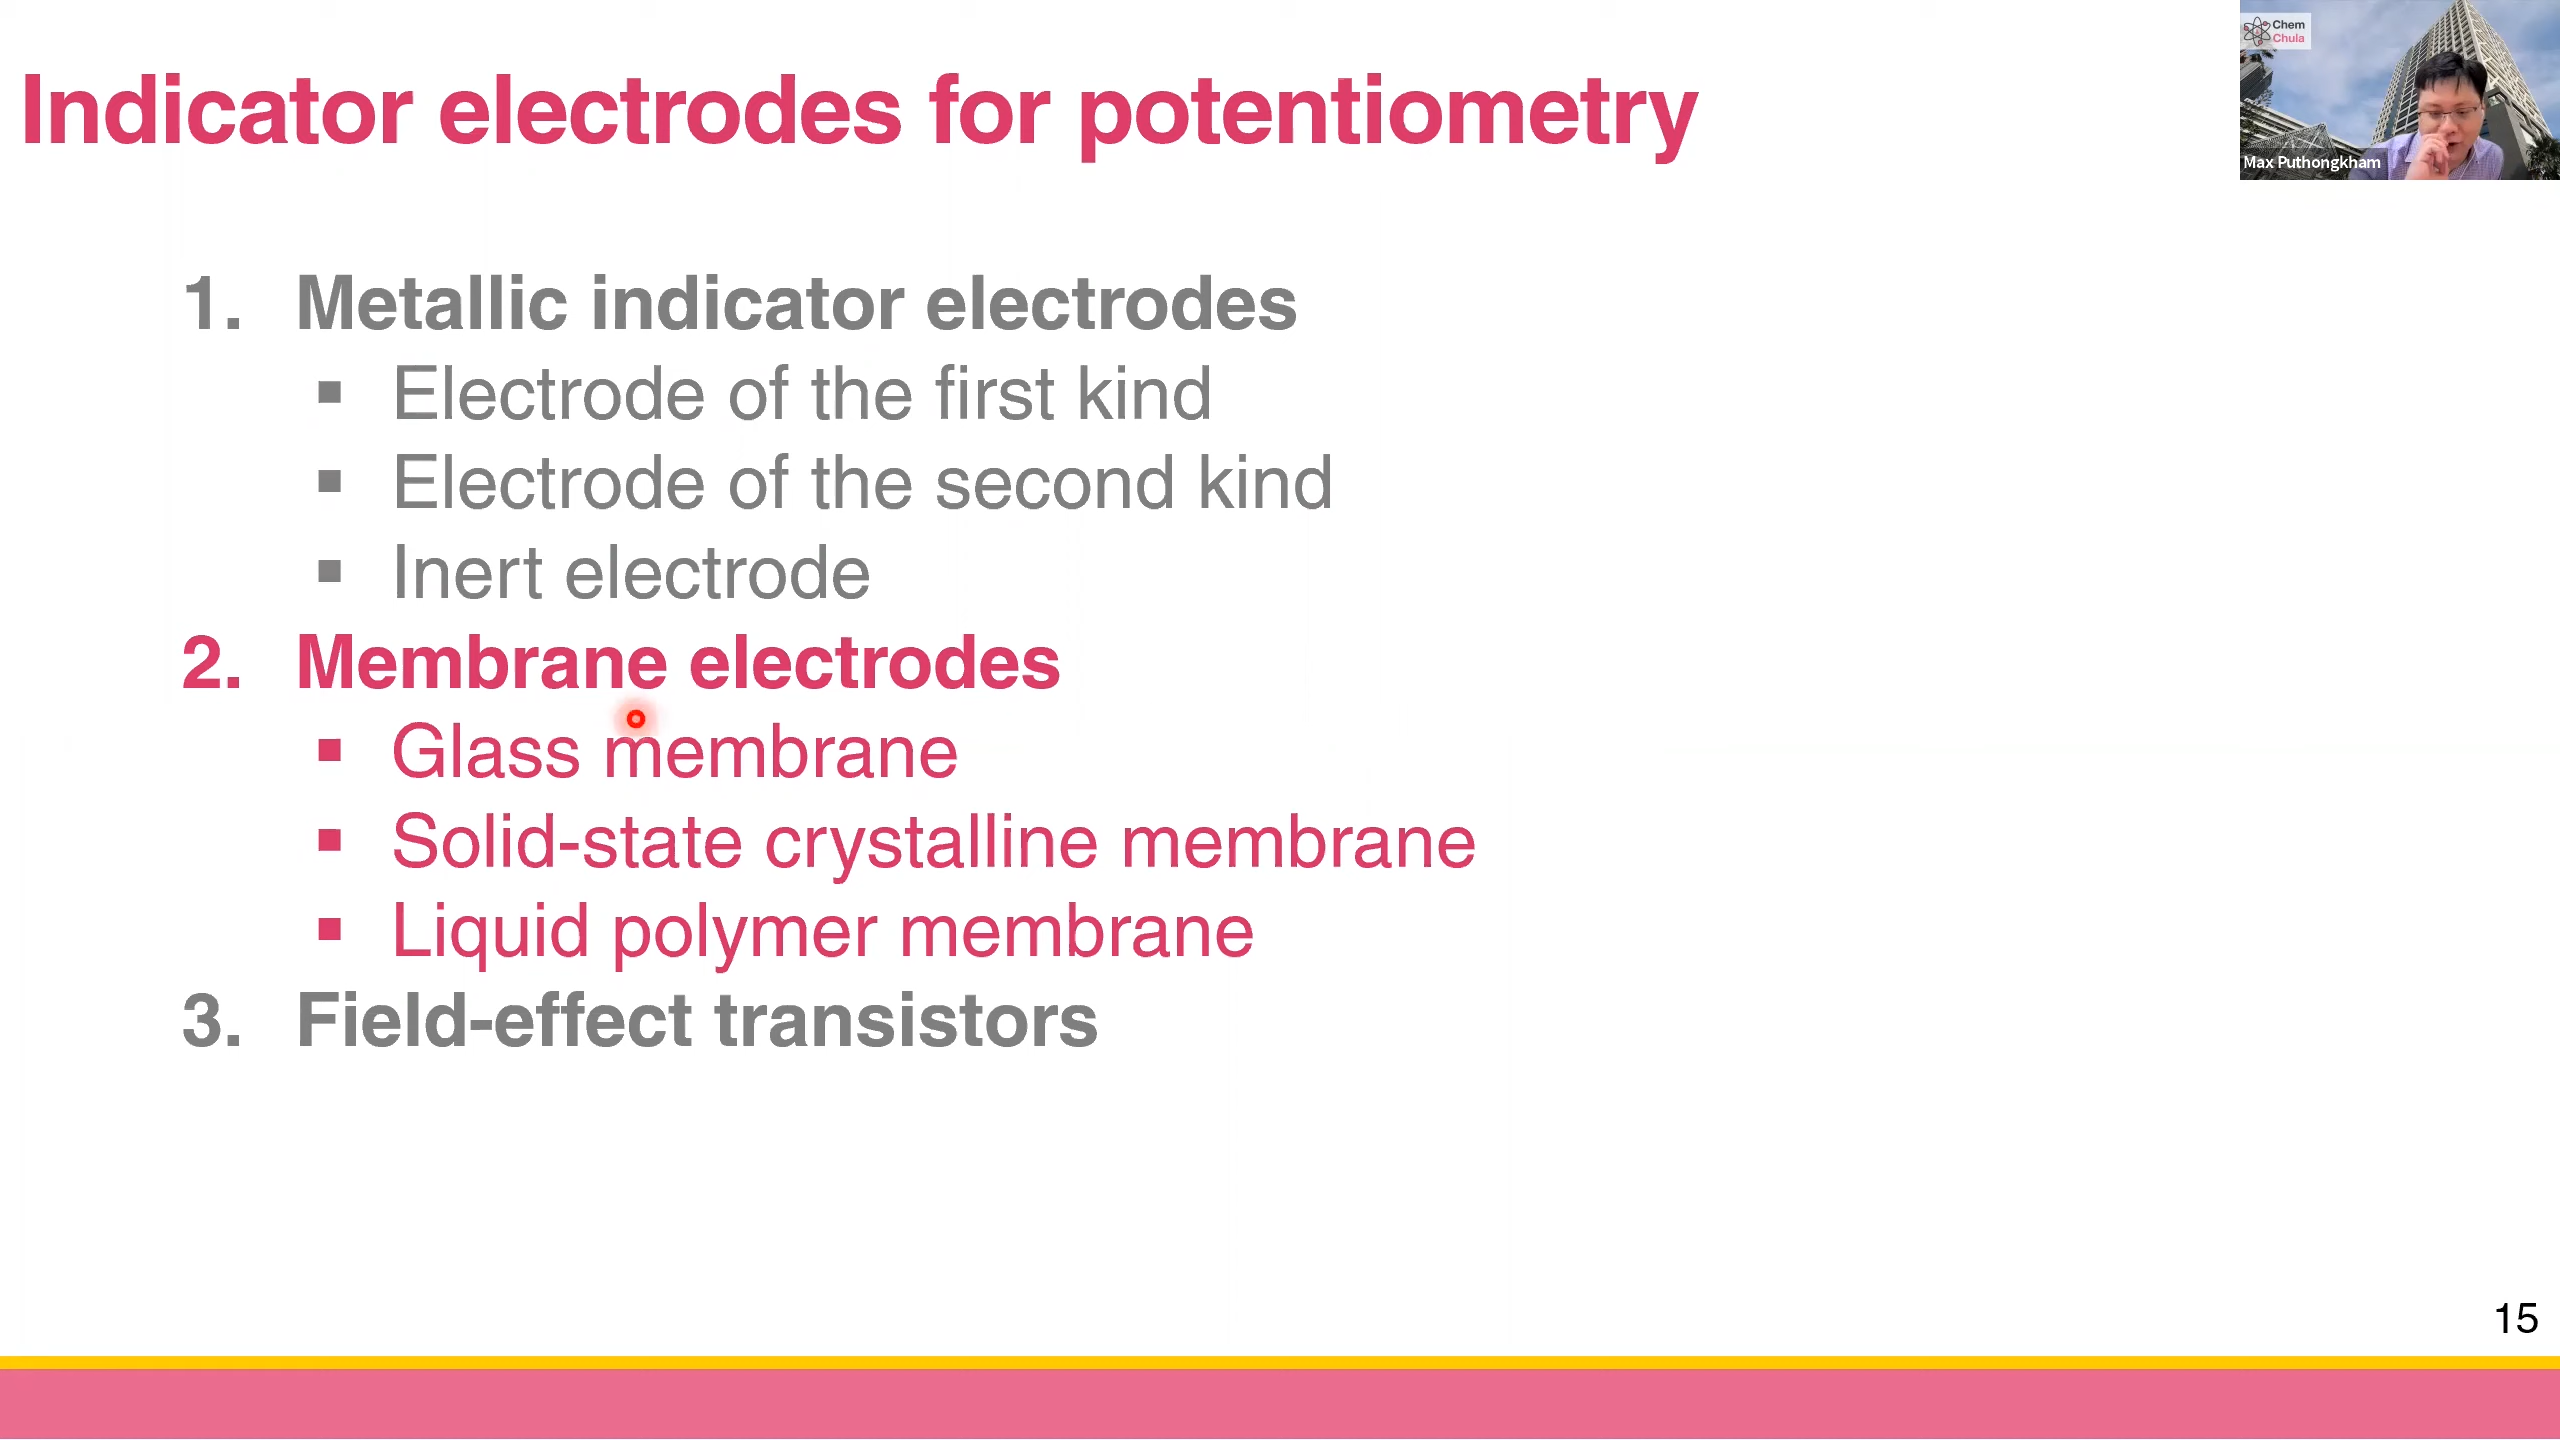 Indicator electrodes for potentiometry
Chem
Chula
Max Puthongkham
1. Metallic indicator electrodes
▪ Electrode of the first kind
▪ Electrode of the second kind
▪ Inert electrode
2. Membrane electrodes
▪ Glass membrane
▪ Solid-state crystalline membrane
▪ Liquid polymer membrane
3. Field-effect transistors
15